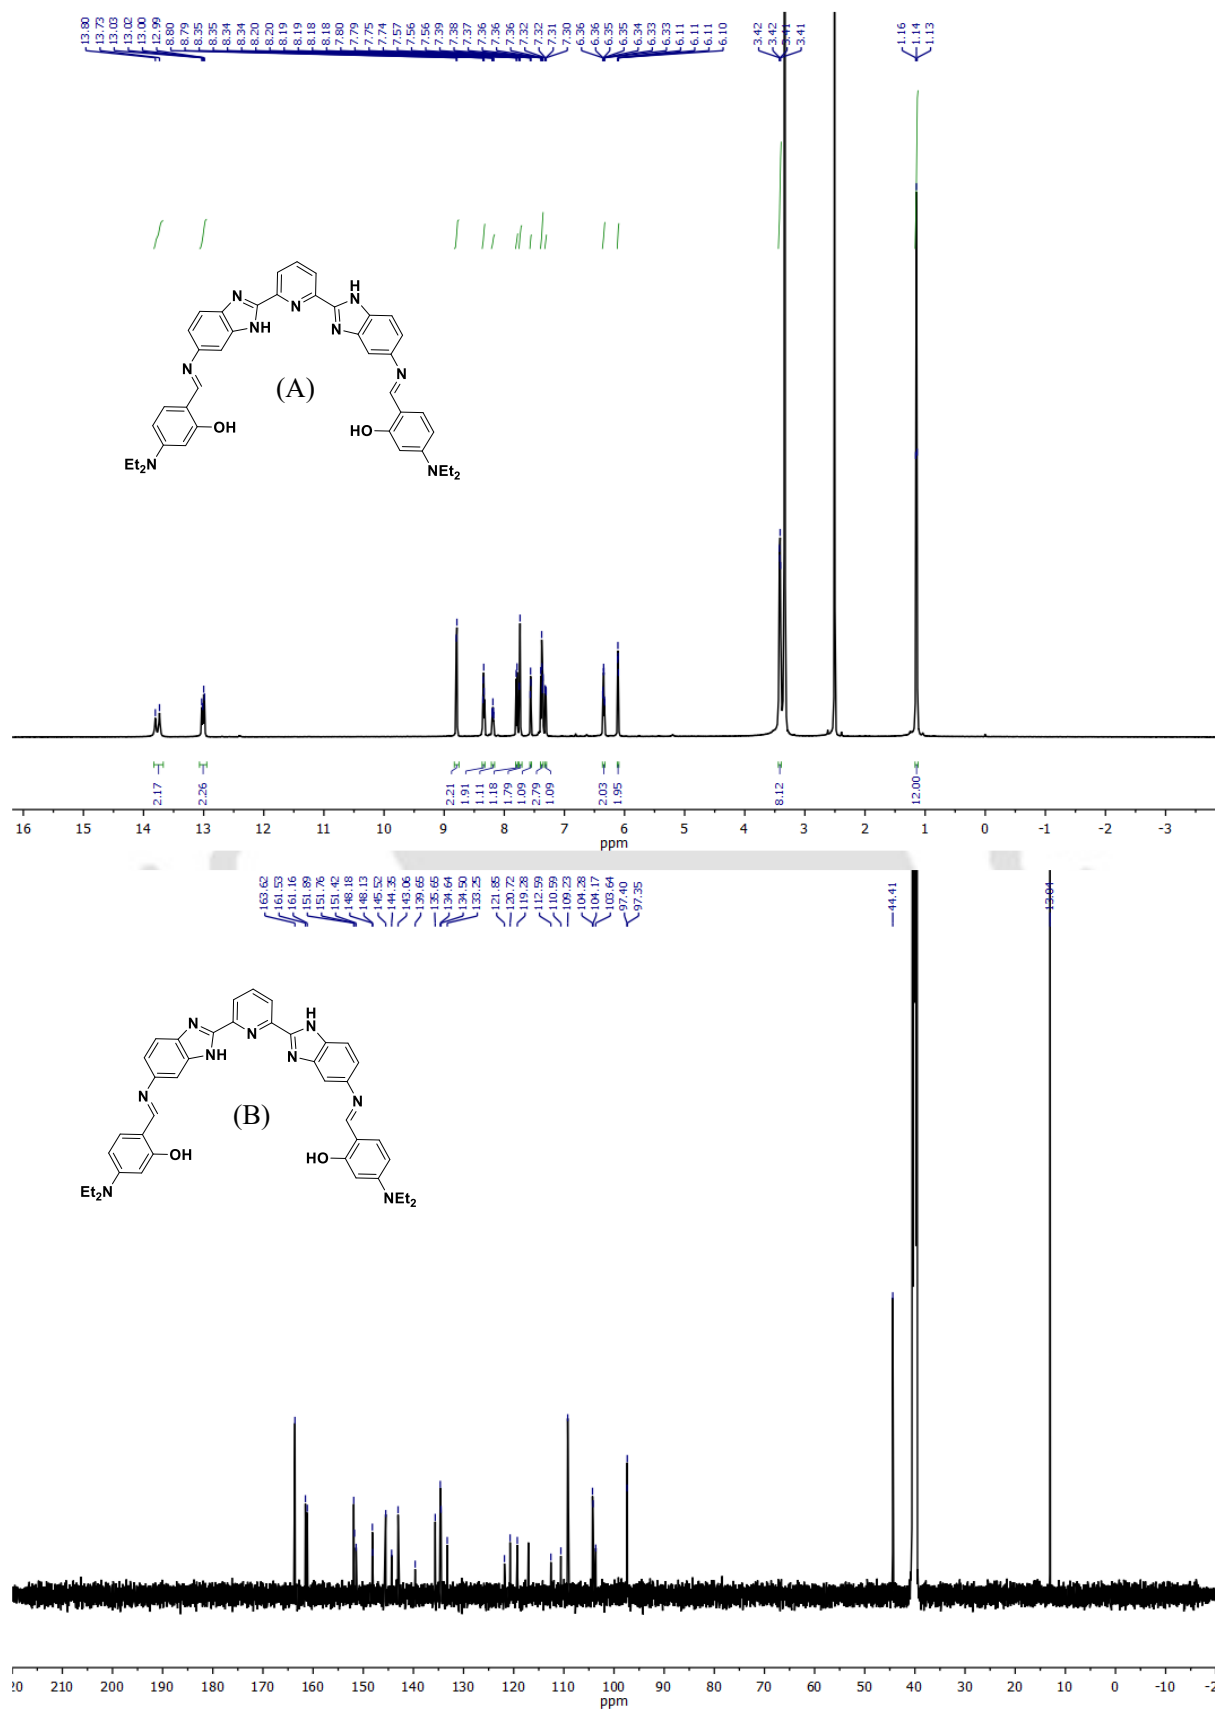 13.80 13.73 13.03 13.02 13.00 12.99 8.80 8.79 8.35 8.35 8.34 8.34 8.20 8.20 8.19 8.19 8.18 8.18 7.80 7.79 7.75 7.74 7.57 7.56 7.56 7.39 7.38 7.37 7.36 7.36 7.36 7.32 7.32 7.31 7.30 6.36 6.36 6.35 6.35 6.34 6.33 6.33 6.11 6.11 6.11 6.10 3.42 3.42 3.41 3.41 1.16 1.14 1.13
N
H
N
N
NH
N
N
N
(A)
OH
HO
Et2N
NEt2
2.17 2.26 2.21 1.91 1.11 1.18 1.79 1.09 2.79 1.09 2.03 1.95 8.12 12.00
16 15 14 13 12 11 10 9 8 7 6 5 4 3 2 1 0 -1 -2 -3
ppm
163.62 161.53 161.16 151.89 151.76 151.42 148.18 148.13 145.52 144.35 143.06 139.65 135.65 134.64 134.50 133.25 121.85 120.72 119.28 112.59 110.59 109.23 104.28 104.17 103.64 97.40 97.35 44.41 13.04
N
H
N
N
NH
N
N
N
(B)
OH
HO
Et2N
NEt2
20 210 200 190 180 170 160 150 140 130 120 110 100 90 80 70 60 50 40 30 20 10 0 -10 -2
ppm